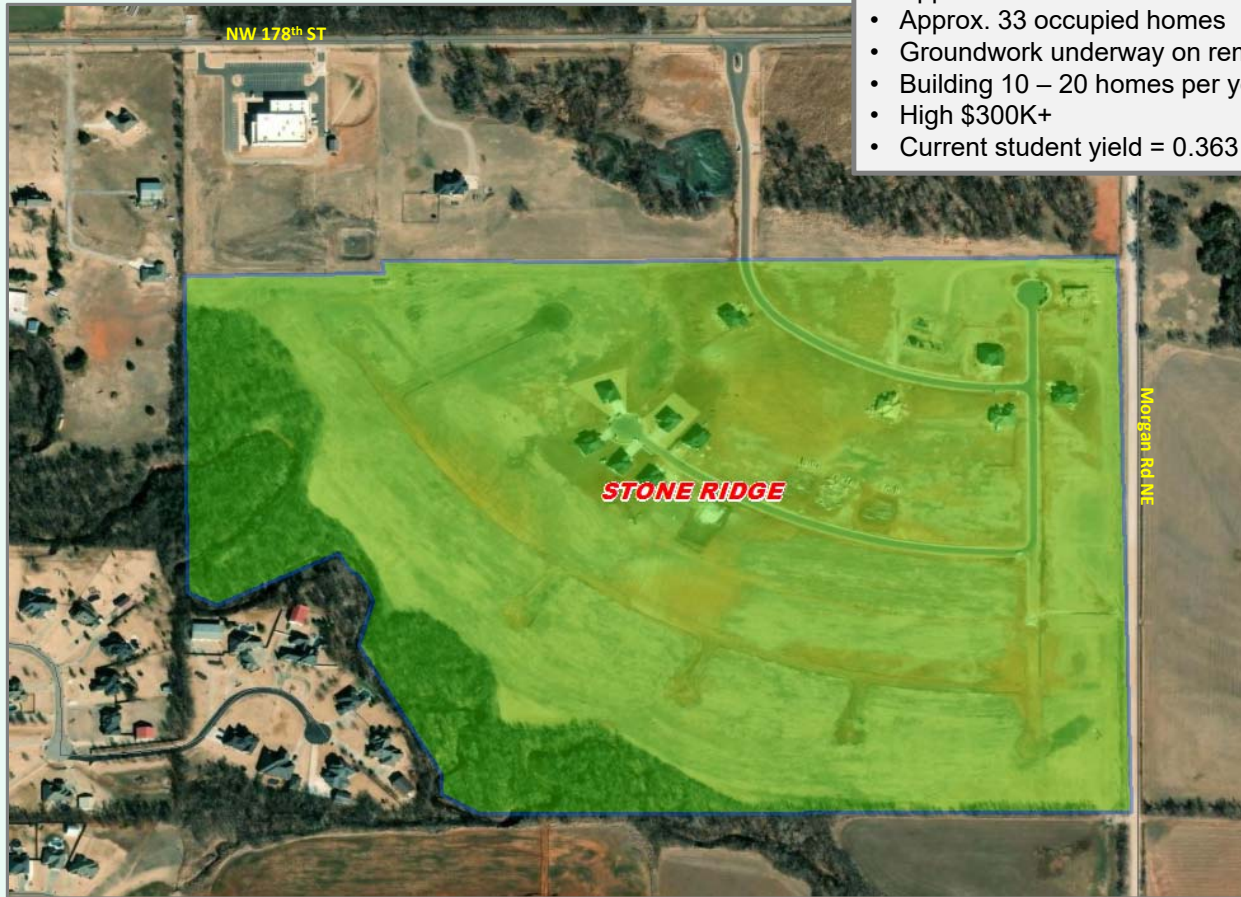 • Approx. 33 occupied homes
• Groundwork underway on
• Building 10 – 20 homes per
• High $300K+
• Current student yield = 0.363
NW 178th ST
Morgan Rd NE
STONE RIDGE